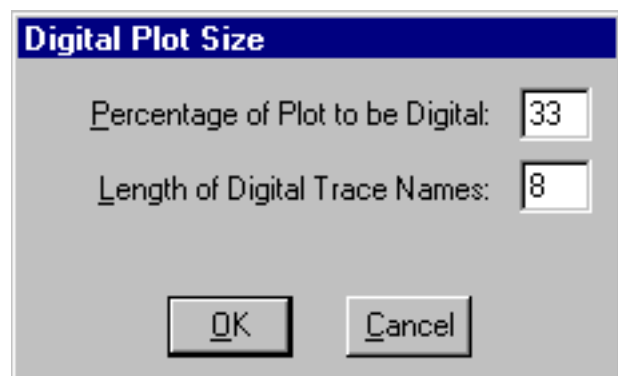 Digital Plot Size
Percentage of Plot to be Digital: 33
Length of Digital Trace Names: 8
OK Cancel